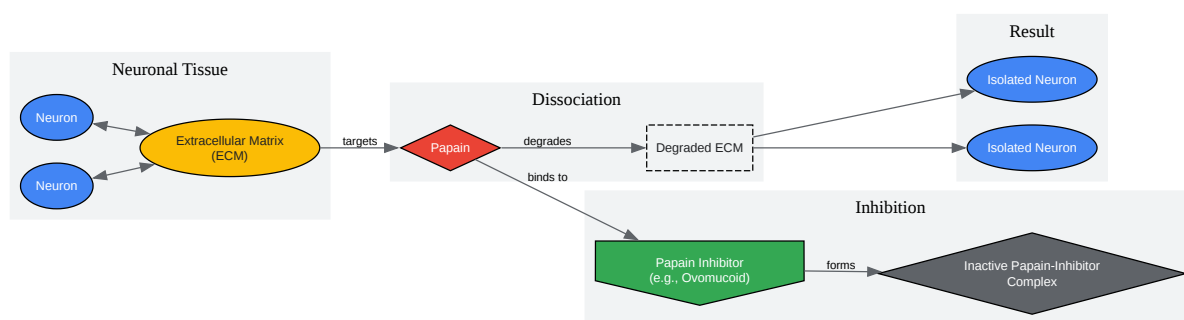 Neuronal Tissue
Neuron
Neuron
Extracellular Matrix
(ECM)
targets
Dissociation
Papain
degrades
Degraded ECM
binds to
Result
Isolated Neuron
Isolated Neuron
Inhibition
Papain Inhibitor
(e.g., Ovomucoid)
forms
Inactive Papain-Inhibitor
Complex